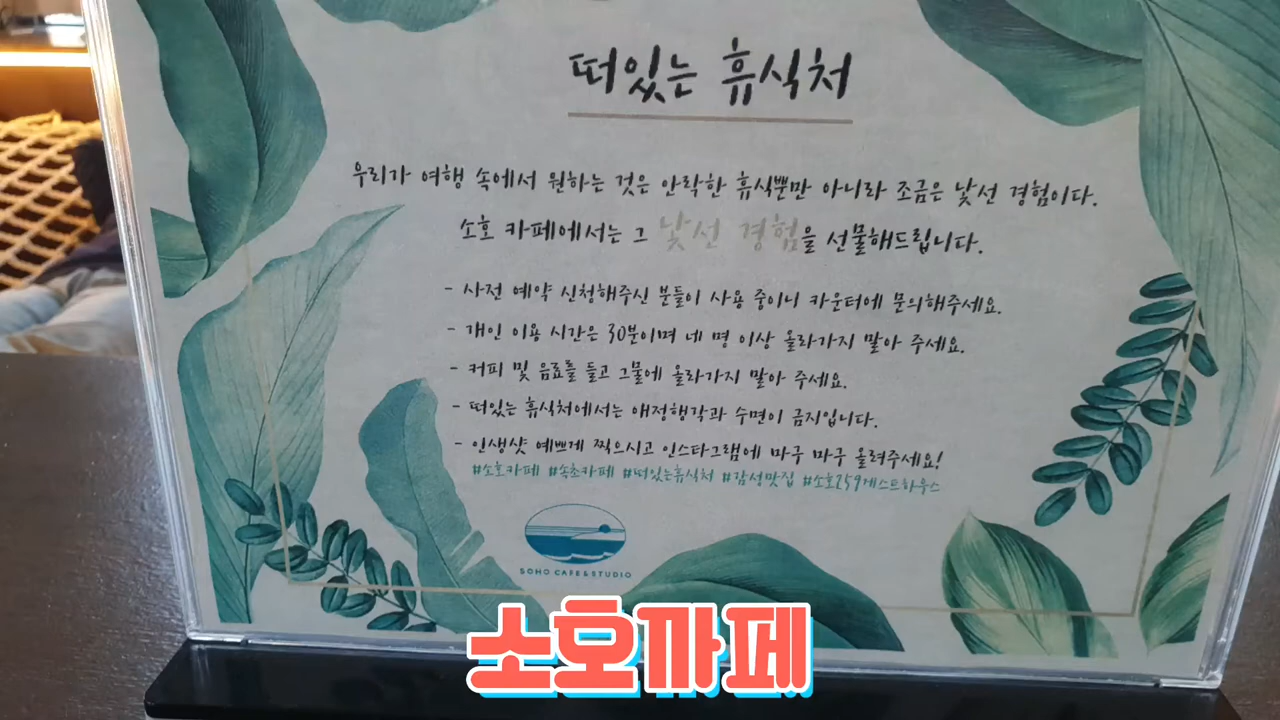 떠있는 휴식처
우리가 여행 속에서 원하는 것은 안락한 휴식뿐만 아니라 조금은 낯선 경험이다.
소호 카페에서는 그 낯선 경험을 선물해드립니다.
- 사전 예약 신청해주신 분들이 사용 중이니 카운터에 문의해주세요.
- 개인 이용 시간은 30분이며 네 명 이상 올라가지 말아 주세요.
- 커피 및 음료를 들고 그물에 올라가지 말아 주세요.
- 떠있는 휴식처에서는 애정행각과 수면이 금지입니다.
- 인생샷 예쁘게 찍으시고 인스타그램에 마구 마구 올려주세요!
#소호카페 #속초카페 #떠있는휴식처 #감성맛집 #소호259게스트하우스
SOHO CAFE & STUDIO
소호까페